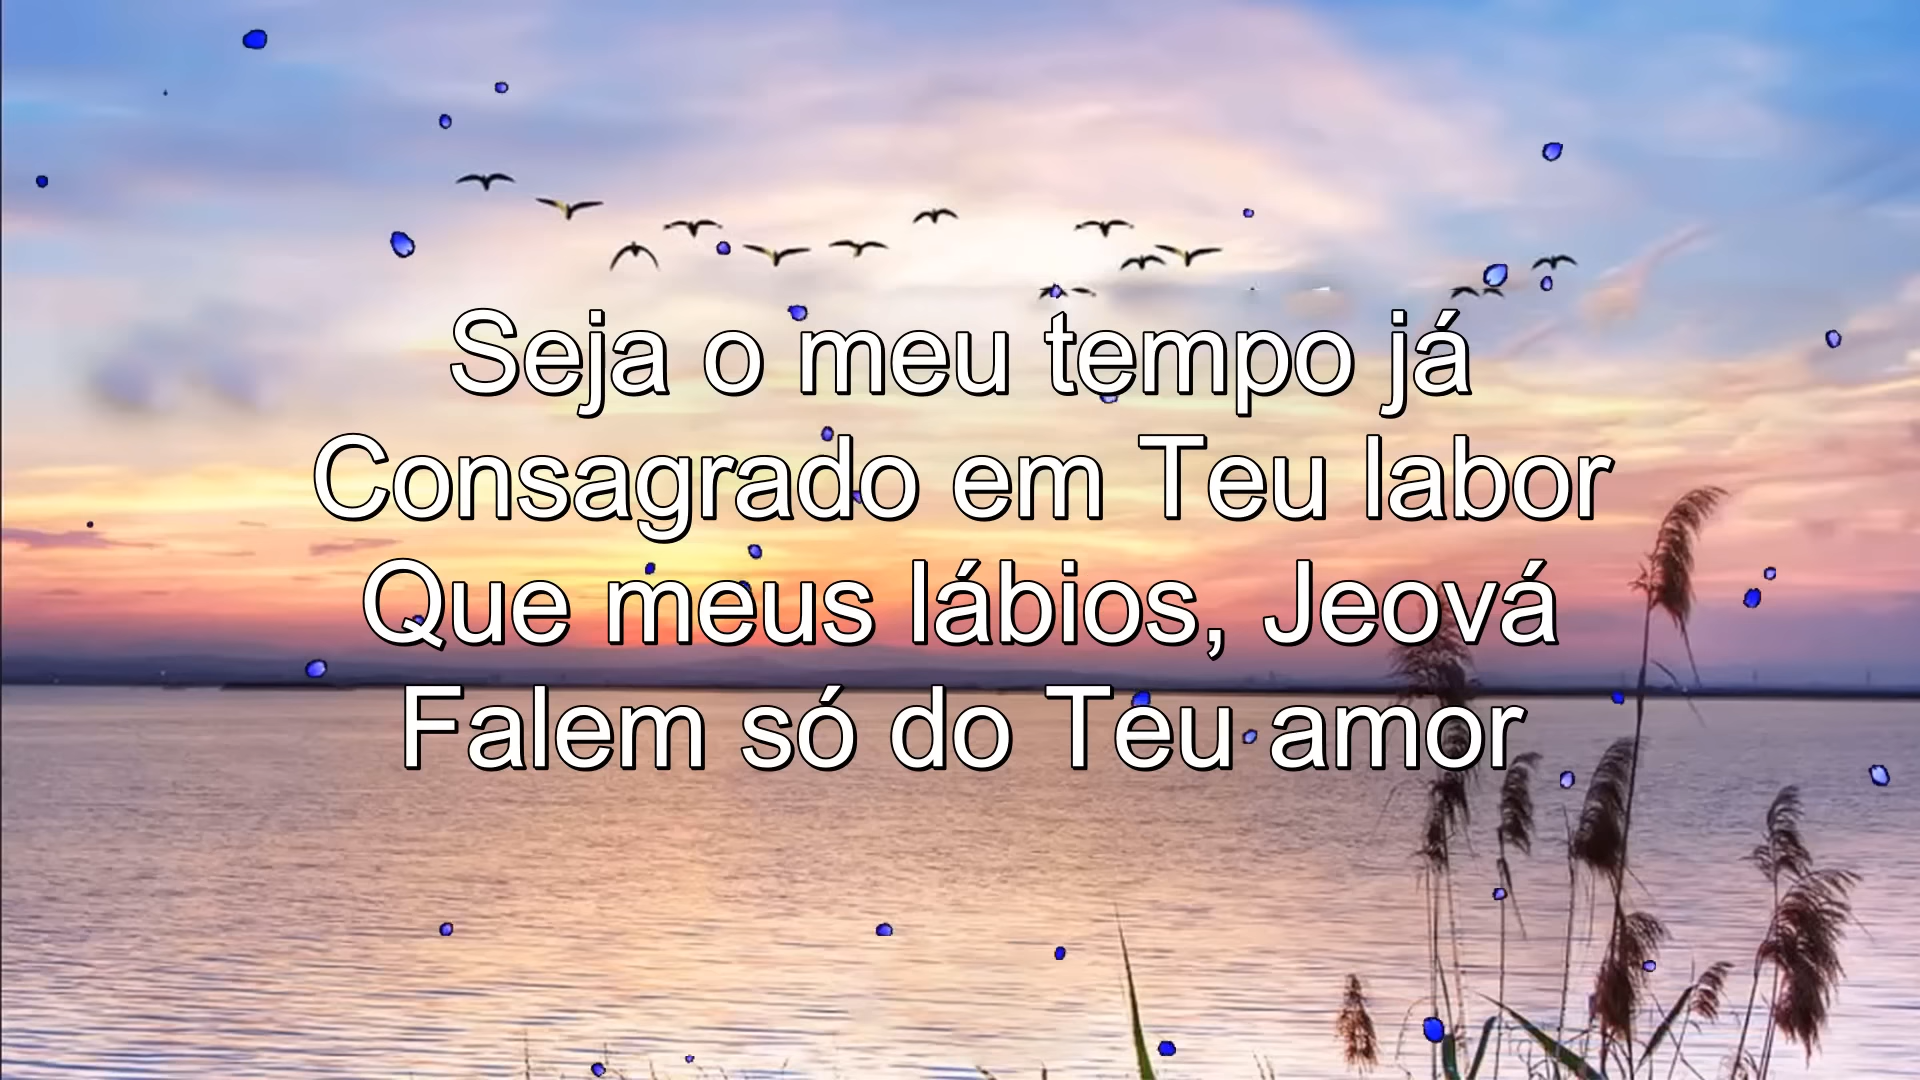 Seja o meu tempo já
Consagrado em Teu labor
Que meus lábios, Jeová
Falem só do Teu amor